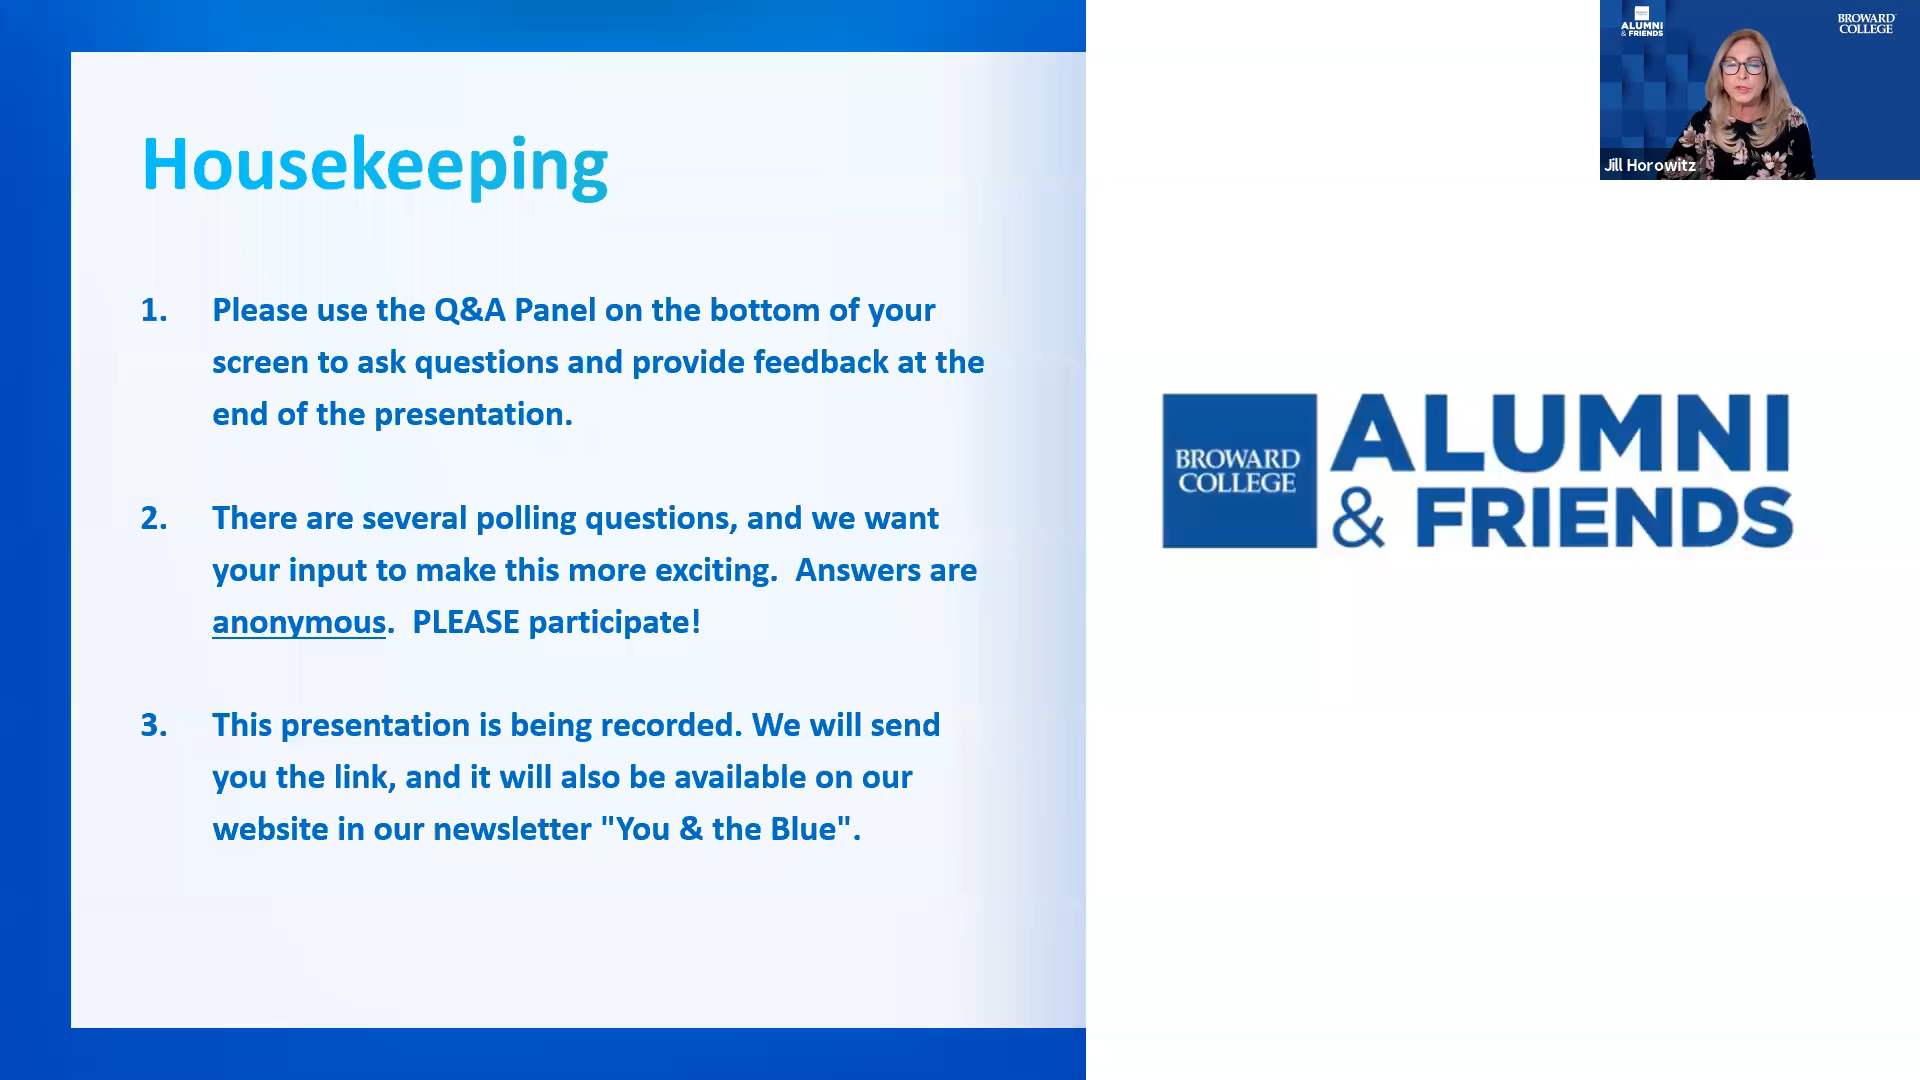 Housekeeping
1. Please use the Q&A Panel on the bottom of your
screen to ask questions and provide feedback at the
end of the presentation.
2. There are several polling questions, and we want
your input to make this more exciting.  Answers are
anonymous.  PLEASE participate!
3. This presentation is being recorded. We will send
you the link, and it will also be available on our
website in our newsletter "You & the Blue".
BROWARD
COLLEGE
ALUMNI
& FRIENDS
ALUMNI
& FRIENDS
BROWARD
COLLEGE
Jill Horowitz